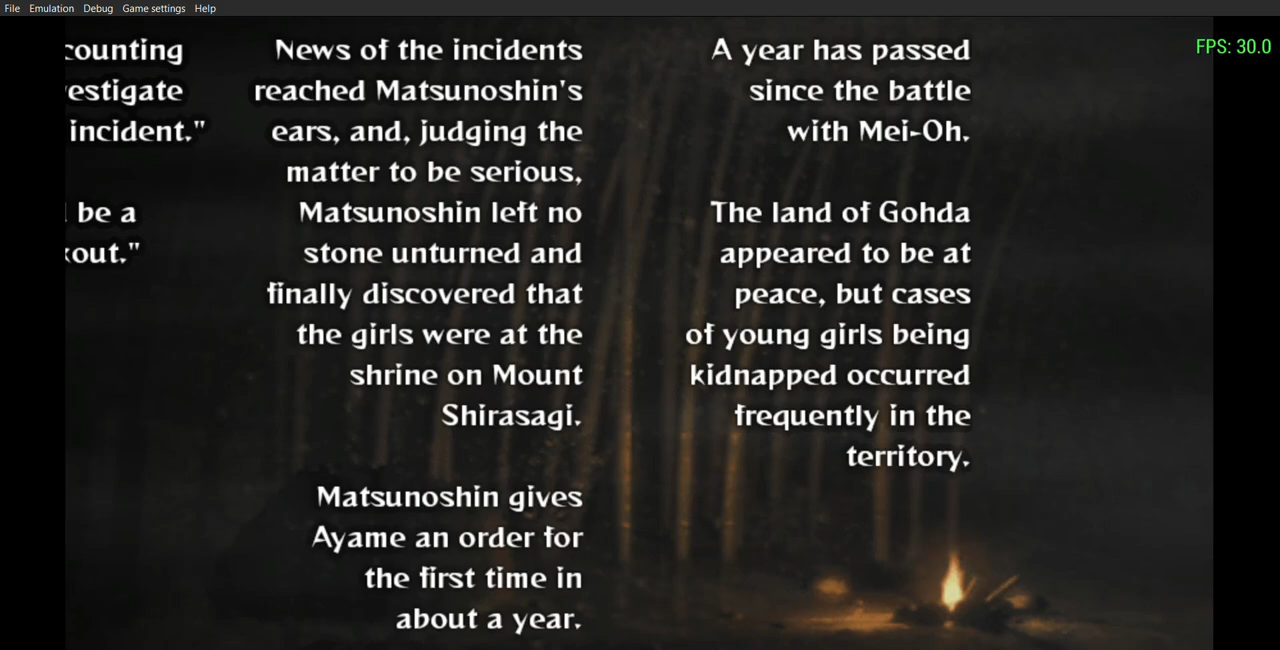 File Emulation Debug Game settings Help
FPS: 30.0
A year has passed
since the battle
with Mei-Oh.
The land of Gohda
appeared to be at
peace, but cases
of young girls being
kidnapped occurred
frequently in the
territory.
News of the incidents
reached Matsunoshin's
ears, and, judging the
matter to be serious,
Matsunoshin left no
stone unturned and
finally discovered that
the girls were at the
shrine on Mount
Shirasagi.
Matsunoshin gives
Ayame an order for
the first time in
about a year.
incident."
be a